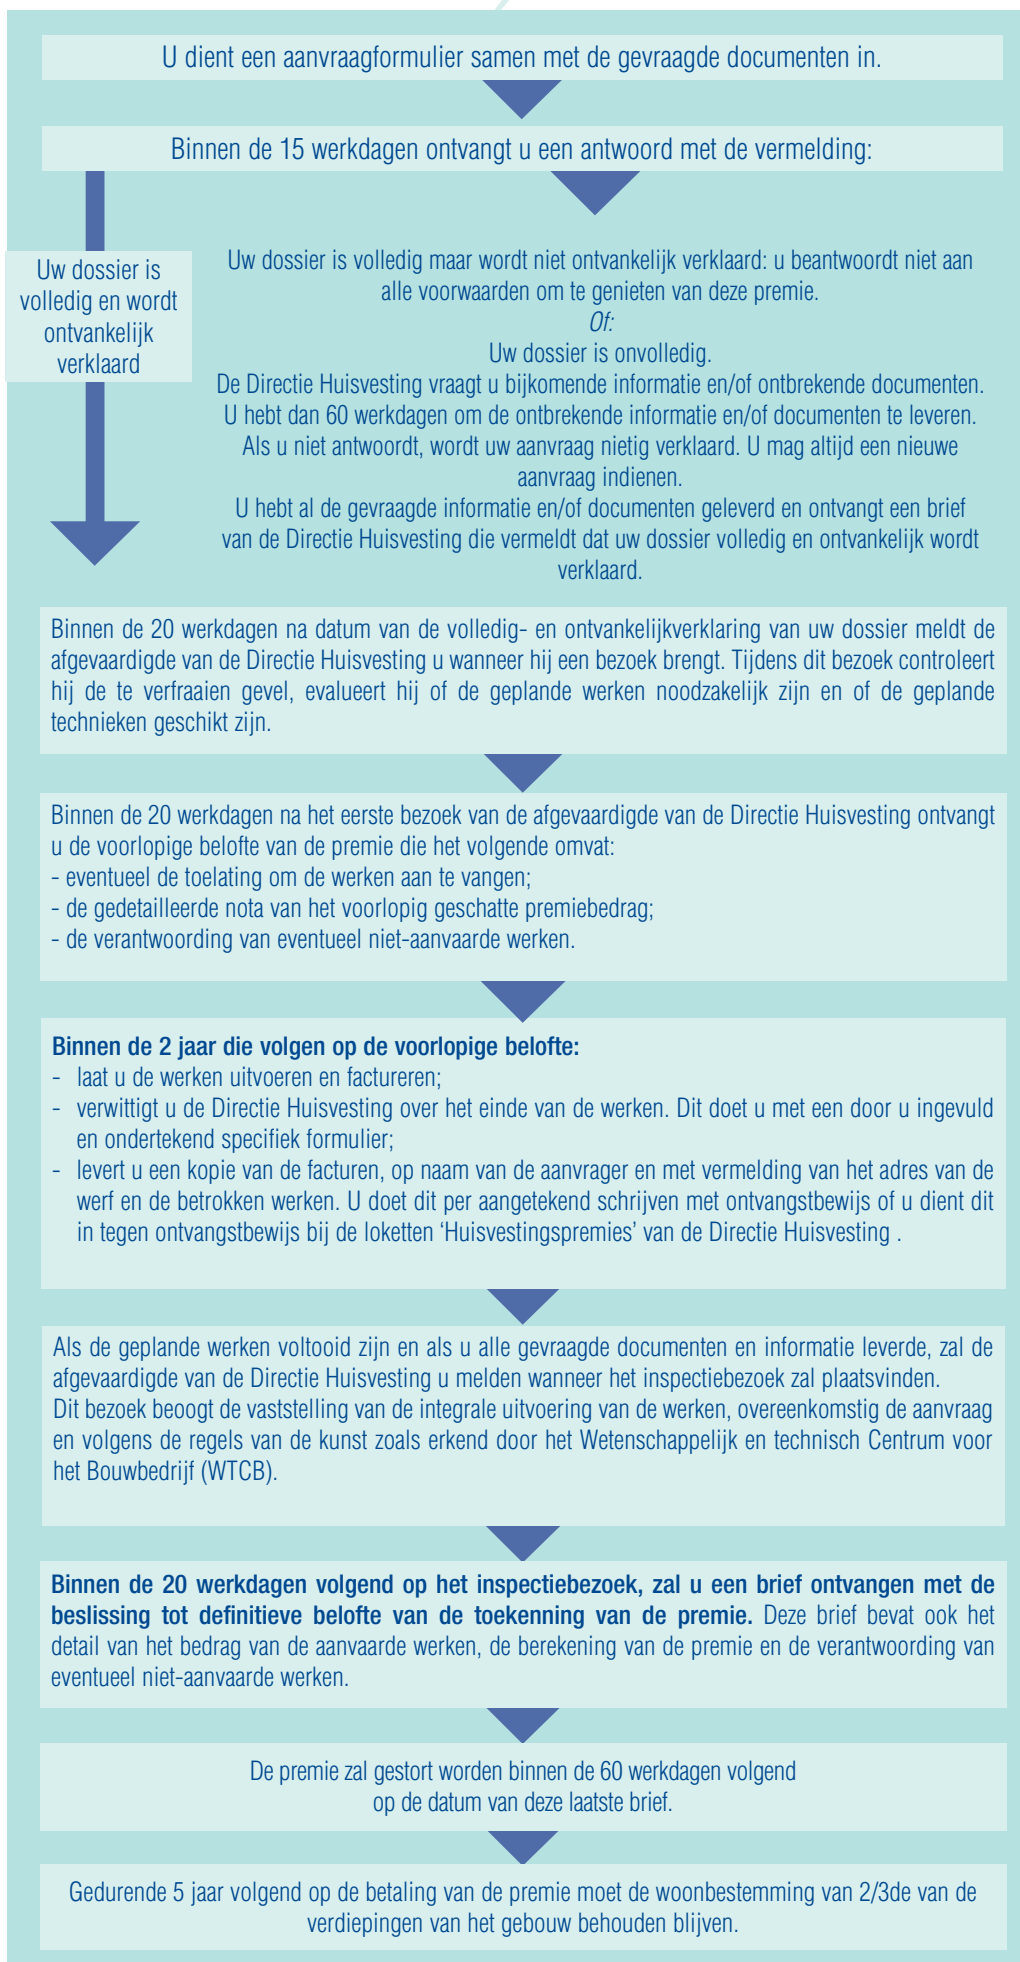 U dient een aanvraagformulier samen met de gevraagde documenten in.
Binnen de 15 werkdagen ontvangt u een antwoord met de vermelding:
Uw dossier is
volledig en wordt
ontvankelijk
verklaard
Uw dossier is volledig maar wordt niet ontvankelijk verklaard: u beantwoordt niet aan
alle voorwaarden om te genieten van deze premie.
Of:
Uw dossier is onvolledig.
De Directie Huisvesting vraagt u bijkomende informatie en/of ontbrekende documenten.
U hebt dan 60 werkdagen om de ontbrekende informatie en/of documenten te leveren.
Als u niet antwoordt, wordt uw aanvraag nietig verklaard. U mag altijd een nieuwe
aanvraag indienen.
U hebt al de gevraagde informatie en/of documenten geleverd en ontvangt een brief
van de Directie Huisvesting die vermeldt dat uw dossier volledig en ontvankelijk wordt
verklaard.
Binnen de 20 werkdagen na datum van de volledig- en ontvankelijkverklaring van uw dossier meldt de
afgevaardigde van de Directie Huisvesting u wanneer hij een bezoek brengt. Tijdens dit bezoek controleert
hij de te verfraaien gevel, evalueert hij of de geplande werken noodzakelijk zijn en of de geplande
technieken geschikt zijn.
Binnen de 20 werkdagen na het eerste bezoek van de afgevaardigde van de Directie Huisvesting ontvangt
u de voorlopige belofte van de premie die het volgende omvat:
- eventueel de toelating om de werken aan te vangen;
- de gedetailleerde nota van het voorlopig geschatte premiebedrag;
- de verantwoording van eventueel niet-aanvaarde werken.
Binnen de 2 jaar die volgen op de voorlopige belofte:
- laat u de werken uitvoeren en factureren;
- verwittigt u de Directie Huisvesting over het einde van de werken. Dit doet u met een door u ingevuld
en ondertekend specifiek formulier;
- levert u een kopie van de facturen, op naam van de aanvrager en met vermelding van het adres van de
werf en de betrokken werken. U doet dit per aangetekend schrijven met ontvangstbewijs of u dient dit
in tegen ontvangstbewijs bij de loketten ‘Huisvestingspremies’ van de Directie Huisvesting .
Als de geplande werken voltooid zijn en als u alle gevraagde documenten en informatie leverde, zal de
afgevaardigde van de Directie Huisvesting u melden wanneer het inspectiebezoek zal plaatsvinden.
Dit bezoek beoogt de vaststelling van de integrale uitvoering van de werken, overeenkomstig de aanvraag
en volgens de regels van de kunst zoals erkend door het Wetenschappelijk en technisch Centrum voor
het Bouwbedrijf (WTCB).
Binnen de 20 werkdagen volgend op het inspectiebezoek, zal u een brief ontvangen met de
beslissing tot definitieve belofte van de toekenning van de premie. Deze brief bevat ook het
detail van het bedrag van de aanvaarde werken, de berekening van de premie en de verantwoording van
eventueel niet-aanvaarde werken.
De premie zal gestort worden binnen de 60 werkdagen volgend
op de datum van deze laatste brief.
Gedurende 5 jaar volgend op de betaling van de premie moet de woonbestemming van 2/3de van de
verdiepingen van het gebouw behouden blijven.